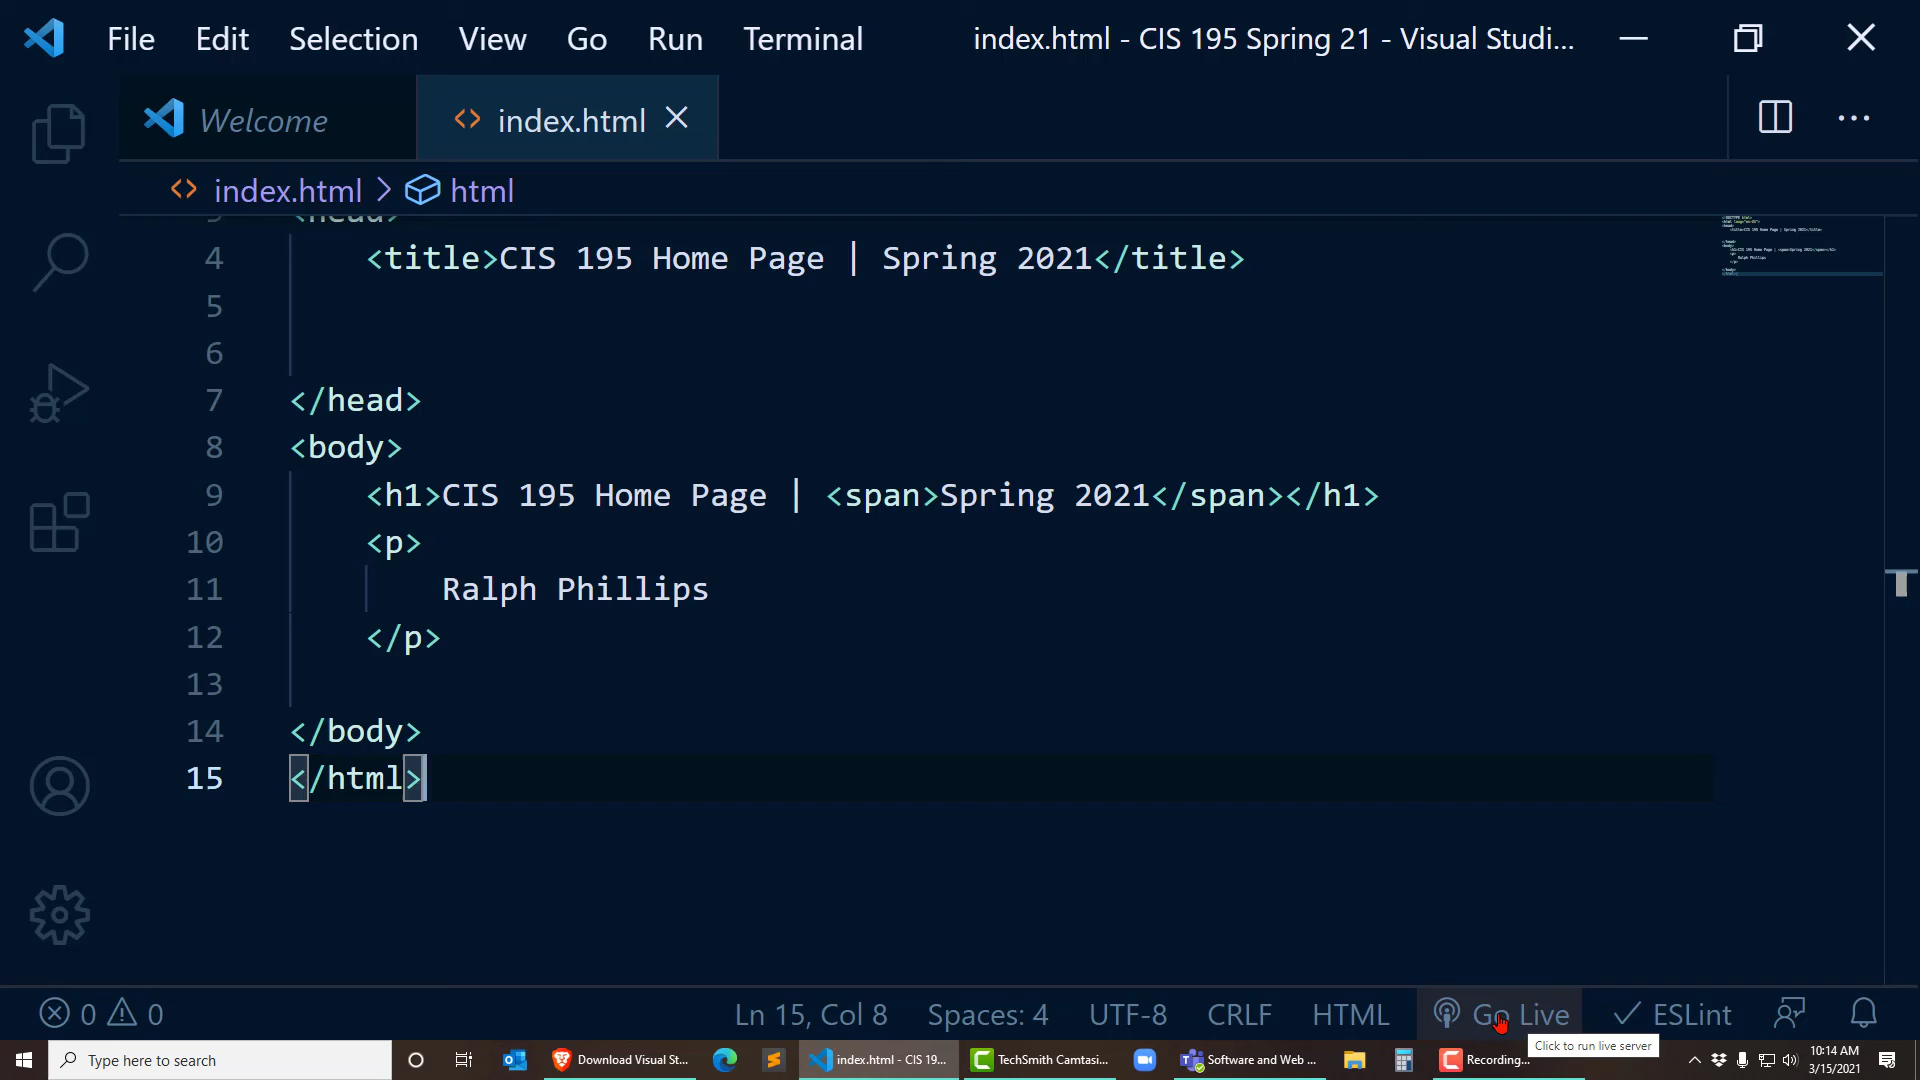 File Edit Selection View Go Run Terminal index.html - CIS 195 Spring 21 - Visual Studi...
Welcome index.html
index.html > html
3 <head>
4 <title>CIS 195 Home Page | Spring 2021</title>
5
6
7 </head>
8 <body>
9 <h1>CIS 195 Home Page | <span>Spring 2021</span></h1>
10 <p>
11 Ralph Phillips
12 </p>
13
14 </body>
15 </html>
0 0 Ln 15, Col 8 Spaces: 4 UTF-8 CRLF HTML Go Live ESLint
Click to run live server
Type here to search Download Visual St... index.html - CIS 19... TechSmith Camtasi... Software and Web ... Recording... 10:14 AM
3/15/2021